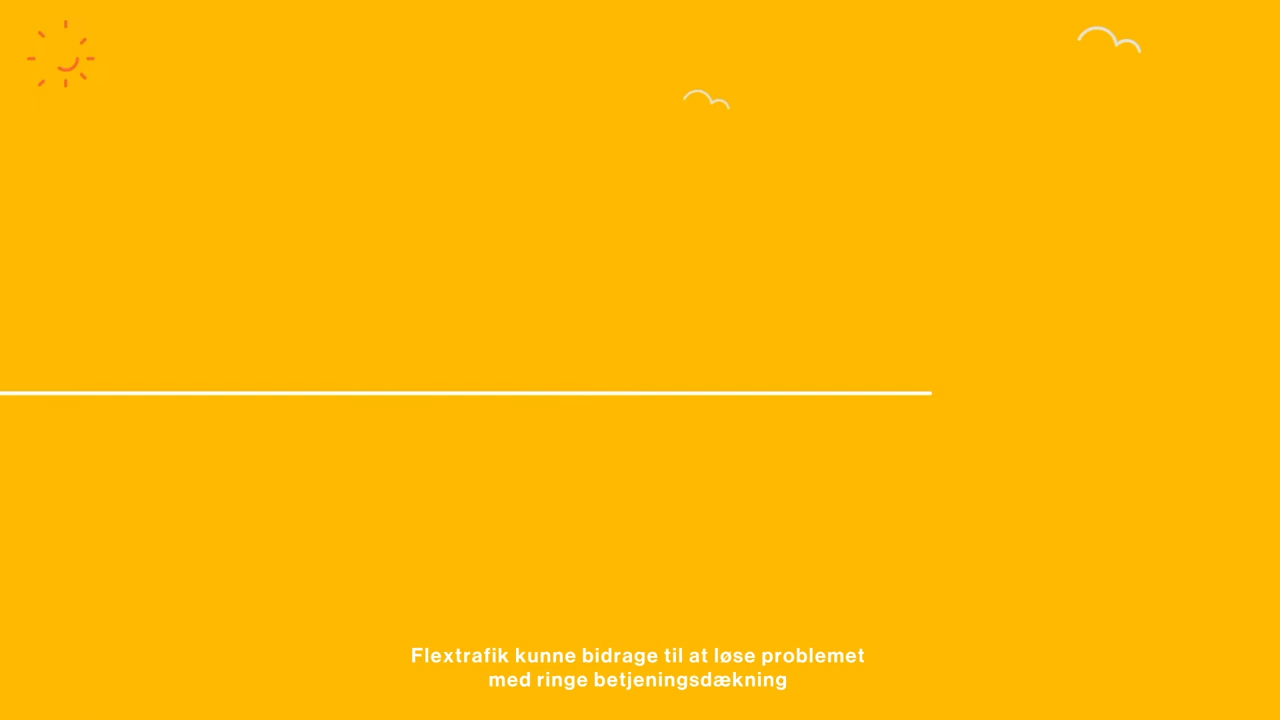 Flextrafik kunne bidrage til at løse problemet
med ringe betjeningsdækning